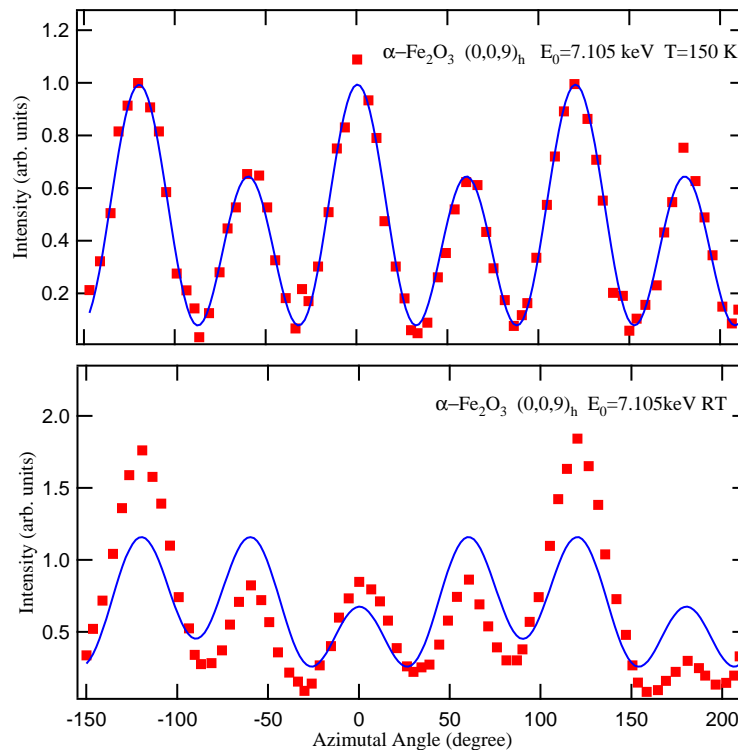 1.2
α−Fe2O3 (0,0,9)h E0=7.105 keV T=150 K
1.0
0.8
0.6
0.4
0.2
Intensity (arb. units)
2.0
α−Fe2O3 (0,0,9)h E0=7.105keV RT
1.5
1.0
0.5
Intensity (arb. units)
-150 -100 -50 0 50 100 150 200
Azimutal Angle (degree)